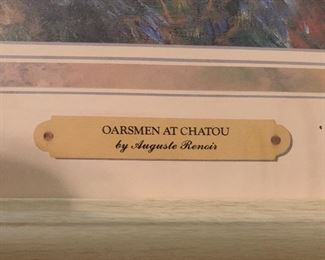 OARSMEN AT CHATOU
by Auguste Renoir